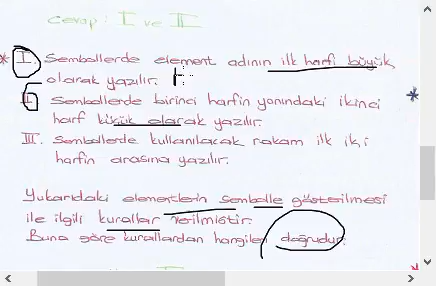 Cevap: I ve II
* I. Sembollerde element adının ilk harfi büyük
olarak yazılır.
II. Sembollerde birinci harfin yanındaki ikinci *
harf küçük olarak yazılır.
III. Sembollerde kullanılacak rakam ilk iki
harfin arasına yazılır.
Yukarıdaki elementlerin sembolle gösterilmesi
ile ilgili kurallar verilmiştir.
Buna göre kurallardan hangileri doğrudur?